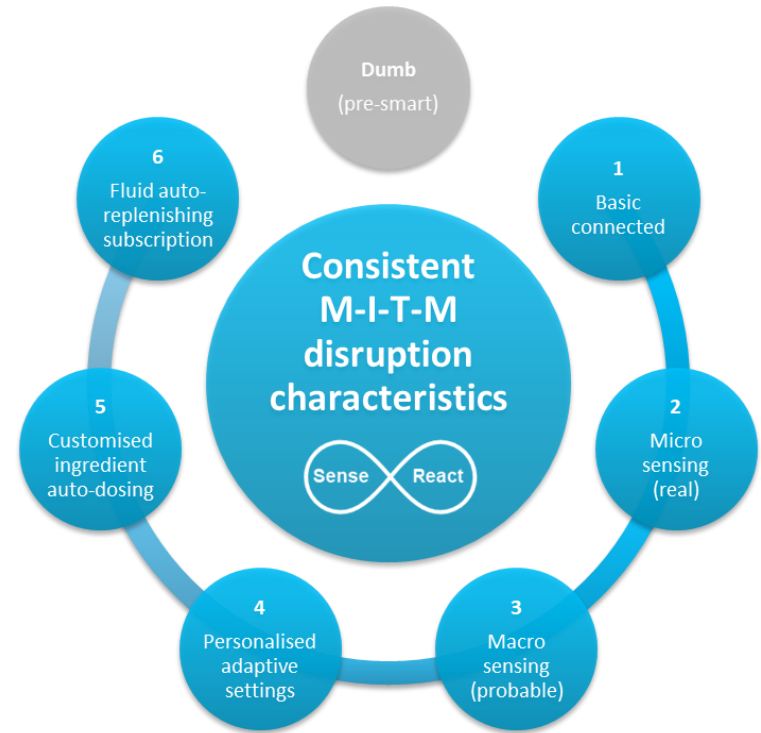 Dumb
(pre-smart)
1
Basic
connected
2
Micro
sensing
(real)
3
Macro
sensing
(probable)
4
Personalised
adaptive
settings
5
Customised
ingredient
auto-dosing
6
Fluid auto-
replenishing
subscription
Consistent
M-I-T-M
disruption
characteristics
Sense React